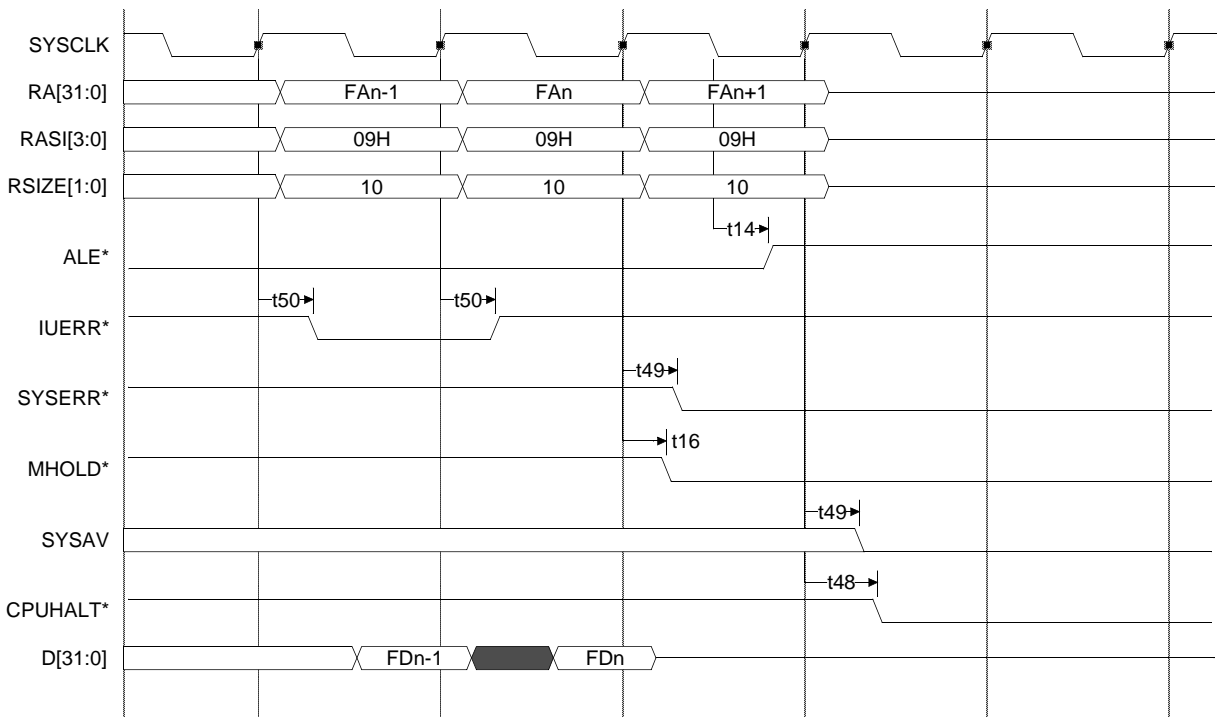 SYSCLK
RA[31:0] FAn-1 FAn FAn+1
RASI[3:0] 09H 09H 09H
RSIZE[1:0] 10 10 10
t14
ALE*
t50 t50
IUERR*
t49
SYSERR*
t16
MHOLD*
t49
SYSAV
t48
CPUHALT*
D[31:0] FDn-1 FDn